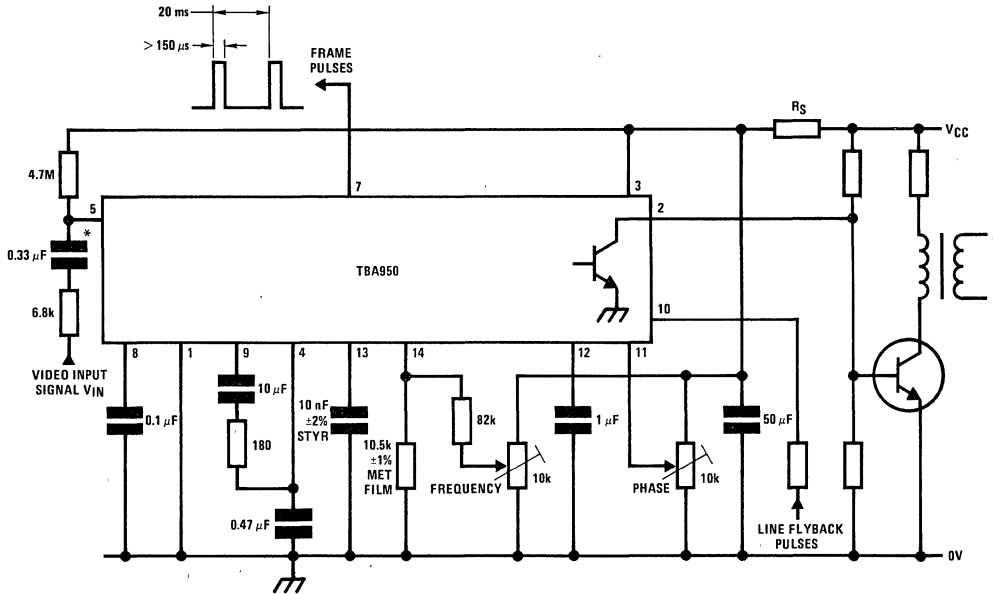 20 ms
> 150 μs
FRAME
PULSES
RS
VCC
4.7M
7
3
5
2
*
0.33 μF
TBA950
6.8k
10
8
1
9
4
13
14
12
11
VIDEO INPUT
SIGNAL VIN
10 μF
0.1 μF
10 nF
±2%
STYR
82k
1 μF
50 μF
180
10.5k
±1%
MET
FILM
FREQUENCY
10k
PHASE
10k
0.47 μF
LINE FLYBACK
PULSES
0V